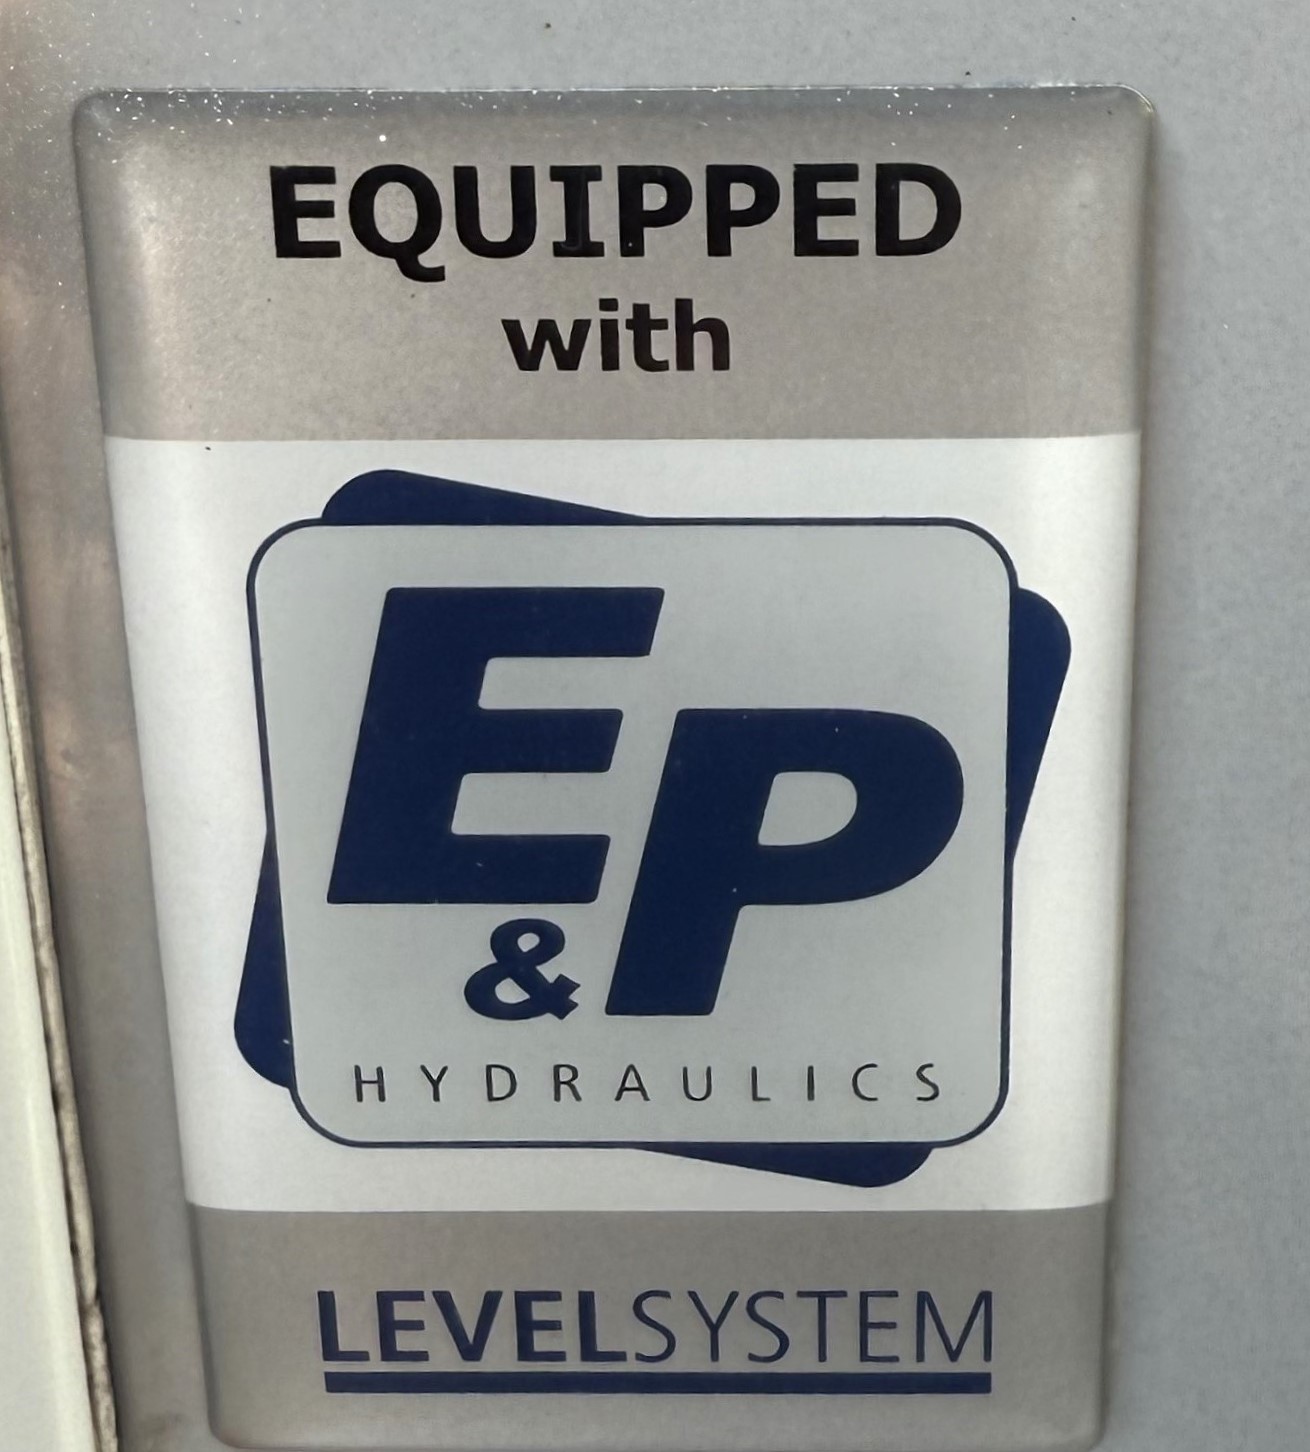 EQUIPPED
with
E&P
HYDRAULICS
LEVELSYSTEM